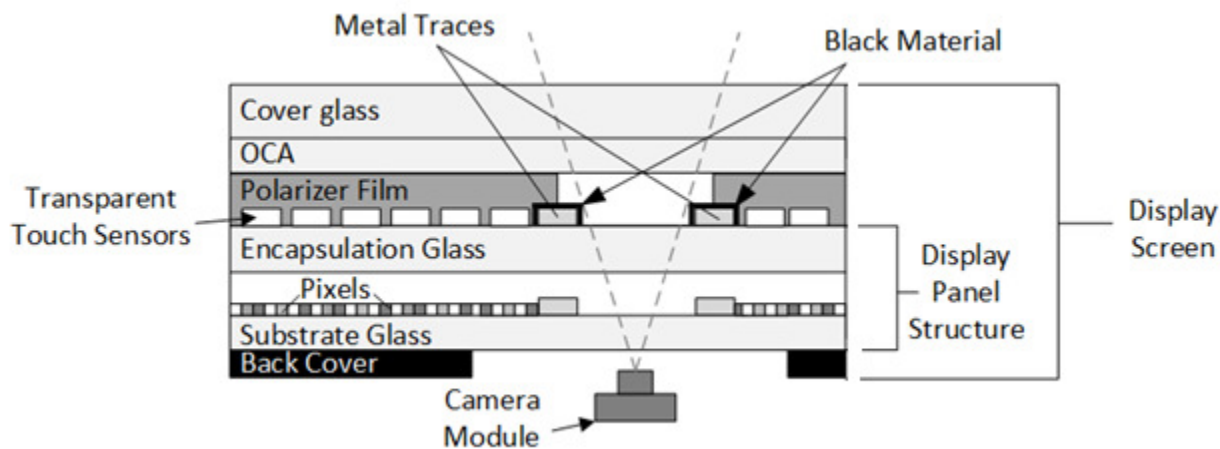 Metal Traces
Black Material
Cover glass
OCA
Polarizer Film
Transparent
Touch Sensors
Encapsulation Glass
Pixels
Substrate Glass
Back Cover
Camera
Module
Display
Panel
Structure
Display
Screen